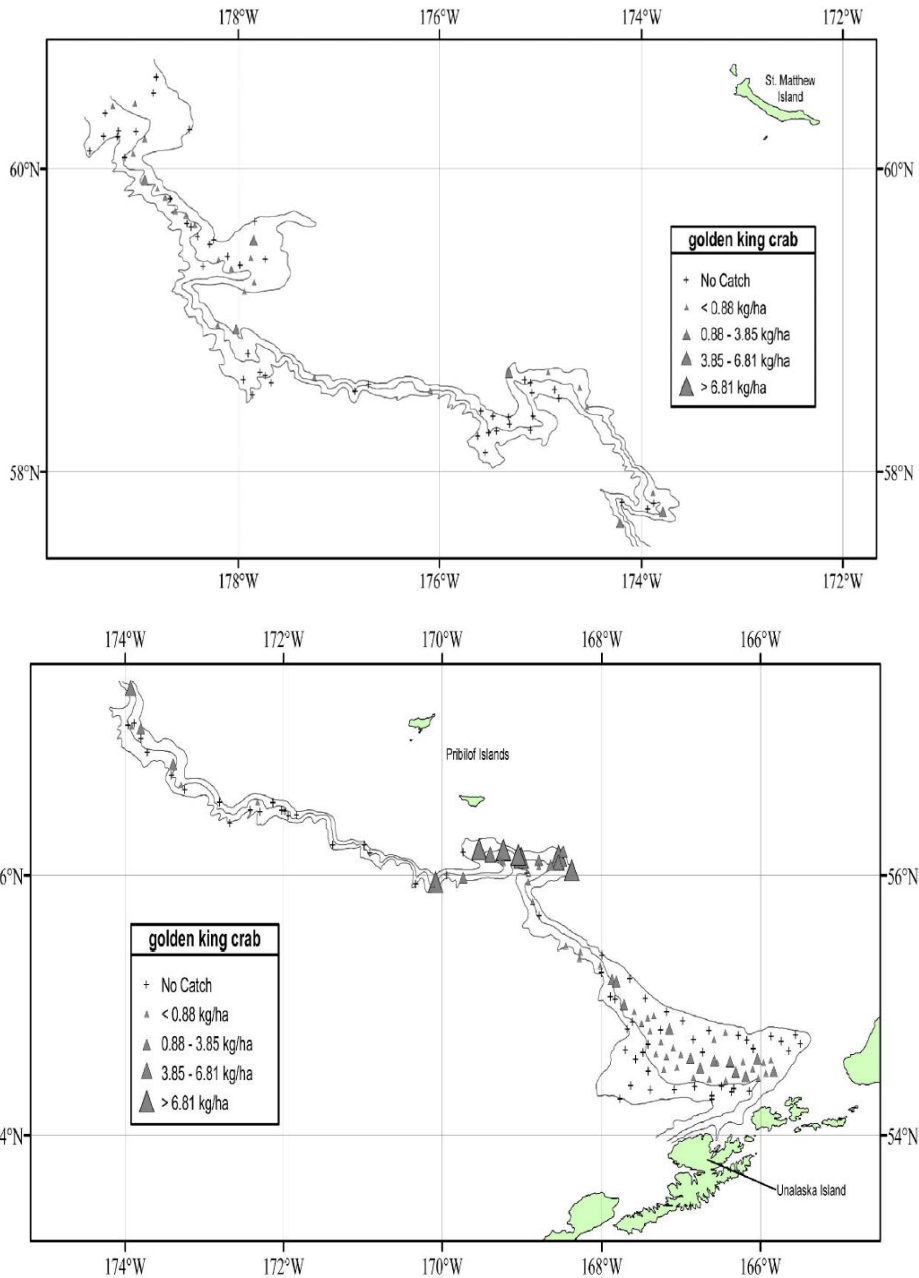 178°W 176°W 174°W 172°W
St. Matthew
Island
60°N 60°N
golden king crab
No Catch
< 0.88 kg/ha
0.88 - 3.85 kg/ha
3.85 - 6.81 kg/ha
> 6.81 kg/ha
58°N 58°N
178°W 176°W 174°W 172°W
174°W 172°W 170°W 168°W 166°W
Pribilof Islands
6°N 56°N
golden king crab
No Catch
< 0.88 kg/ha
0.88 - 3.85 kg/ha
3.85 - 6.81 kg/ha
> 6.81 kg/ha
4°N 54°N
Unalaska Island
174°W 172°W 170°W 168°W 166°W